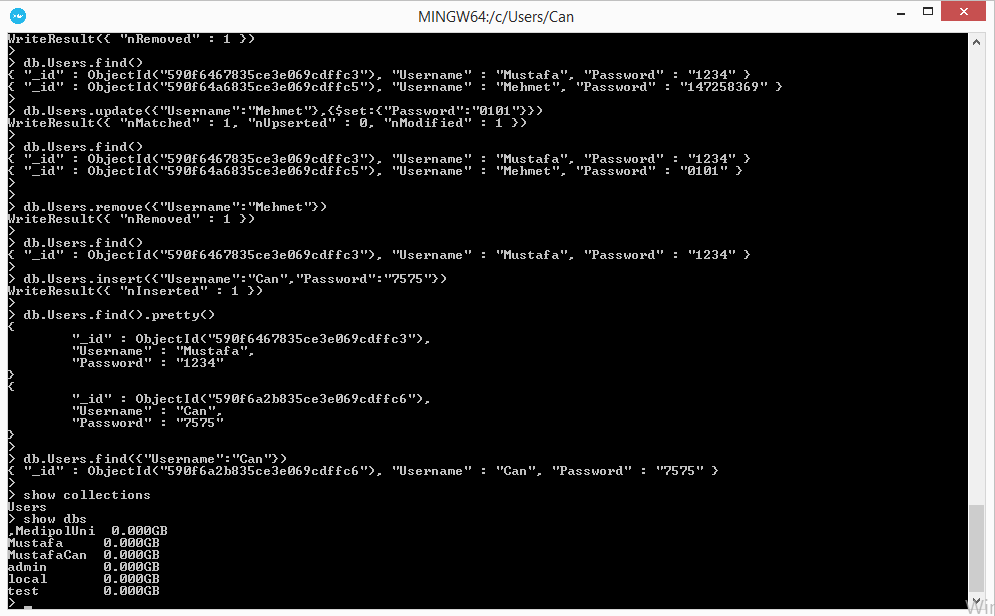 MINGW64:/c/Users/Can
WriteResult({ "nRemoved" : 1 })
>
> db.Users.find()
{ "_id" : ObjectId("590f6467835ce3e069cdffc3"), "Username" : "Mustafa", "Password" : "1234" }
{ "_id" : ObjectId("590f64a6835ce3e069cdffc5"), "Username" : "Mehmet", "Password" : "147258369" }
>
> db.Users.update({"Username":"Mehmet"},{$set:{"Password":"0101"}})
WriteResult({ "nMatched" : 1, "nUpserted" : 0, "nModified" : 1 })
>
> db.Users.find()
{ "_id" : ObjectId("590f6467835ce3e069cdffc3"), "Username" : "Mustafa", "Password" : "1234" }
{ "_id" : ObjectId("590f64a6835ce3e069cdffc5"), "Username" : "Mehmet", "Password" : "0101" }
>
>
> db.Users.remove({"Username":"Mehmet"})
WriteResult({ "nRemoved" : 1 })
>
> db.Users.find()
{ "_id" : ObjectId("590f6467835ce3e069cdffc3"), "Username" : "Mustafa", "Password" : "1234" }
>
> db.Users.insert({"Username":"Can","Password":"7575"})
WriteResult({ "nInserted" : 1 })
>
> db.Users.find().pretty()
{
        "_id" : ObjectId("590f6467835ce3e069cdffc3"),
        "Username" : "Mustafa",
        "Password" : "1234"
}
{
        "_id" : ObjectId("590f6a2b835ce3e069cdffc6"),
        "Username" : "Can",
        "Password" : "7575"
}
>
> db.Users.find({"Username":"Can"})
{ "_id" : ObjectId("590f6a2b835ce3e069cdffc6"), "Username" : "Can", "Password" : "7575" }
>
> show collections
Users
> show dbs
,MedipolUni  0.000GB
Mustafa     0.000GB
MustafaCan  0.000GB
admin       0.000GB
local       0.000GB
test        0.000GB
>